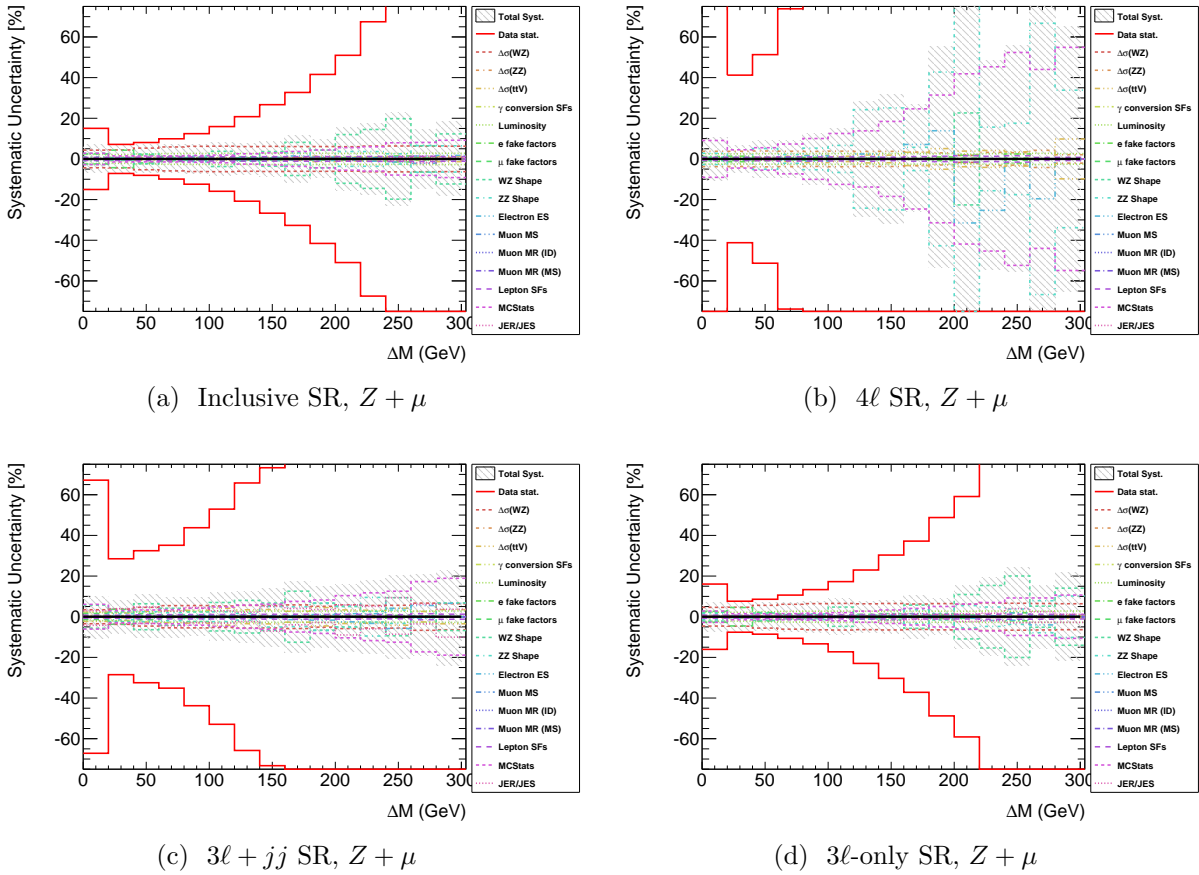 Systematic Uncertainty [%]
60
40
20
0
-20
-40
-60
0 50 100 150 200 250 300
ΔM (GeV)
Total Syst.
Data stat.
Δσ(WZ)
Δσ(ZZ)
Δσ(ttV)
γ conversion SFs
Luminosity
e fake factors
μ fake factors
WZ Shape
ZZ Shape
Electron ES
Muon MS
Muon MR (ID)
Muon MR (MS)
Lepton SFs
MCStats
JER/JES
(a) Inclusive SR, Z + μ
Systematic Uncertainty [%]
60
40
20
0
-20
-40
-60
0 50 100 150 200 250 300
ΔM (GeV)
Total Syst.
Data stat.
Δσ(WZ)
Δσ(ZZ)
Δσ(ttV)
γ conversion SFs
Luminosity
e fake factors
μ fake factors
WZ Shape
ZZ Shape
Electron ES
Muon MS
Muon MR (ID)
Muon MR (MS)
Lepton SFs
MCStats
JER/JES
(b) 4ℓ SR, Z + μ
Systematic Uncertainty [%]
60
40
20
0
-20
-40
-60
0 50 100 150 200 250 300
ΔM (GeV)
Total Syst.
Data stat.
Δσ(WZ)
Δσ(ZZ)
Δσ(ttV)
γ conversion SFs
Luminosity
e fake factors
μ fake factors
WZ Shape
ZZ Shape
Electron ES
Muon MS
Muon MR (ID)
Muon MR (MS)
Lepton SFs
MCStats
JER/JES
(c) 3ℓ + jj SR, Z + μ
Systematic Uncertainty [%]
60
40
20
0
-20
-40
-60
0 50 100 150 200 250 300
ΔM (GeV)
Total Syst.
Data stat.
Δσ(WZ)
Δσ(ZZ)
Δσ(ttV)
γ conversion SFs
Luminosity
e fake factors
μ fake factors
WZ Shape
ZZ Shape
Electron ES
Muon MS
Muon MR (ID)
Muon MR (MS)
Lepton SFs
MCStats
JER/JES
(d) 3ℓ-only SR, Z + μ